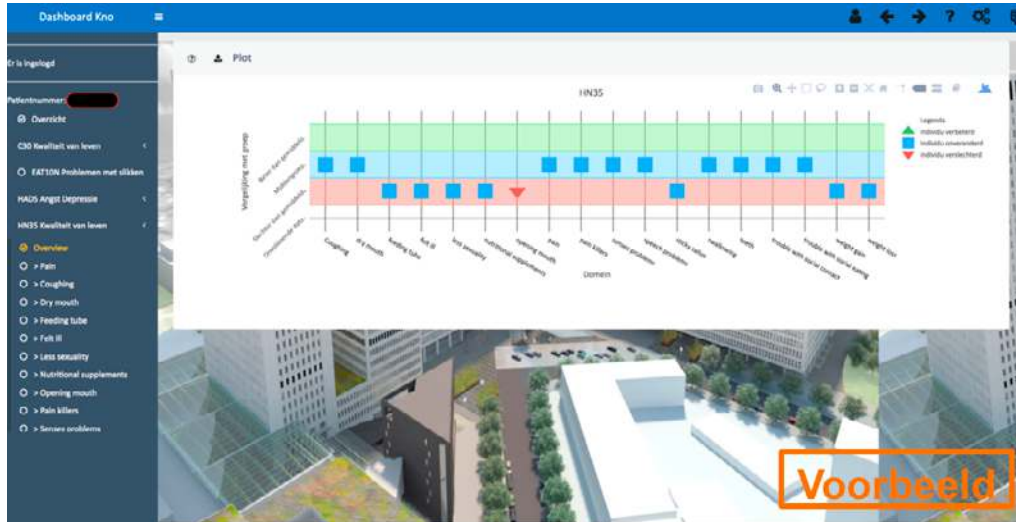 Dashboard Kno
Er is ingelogd
Patientnummer:
Overzicht
C30 Kwaliteit van leven
EAT10N Problemen met slikken
HADS Angst Depressie
HN35 Kwaliteit van leven
Overview
> Pain
> Coughing
> Dry mouth
> Feeding tube
> Felt ill
> Less sexuality
> Nutritional supplements
> Opening mouth
> Pain killers
> Senses problems
Plot
HN35
Vergelijking met groep
Beter dan gemiddeld
Middengroep
Slechter dan gemiddeld
Onvoldoende data
Coughing
dry mouth
feeding tube
felt ill
less sexuality
nutritional supplements
opening mouth
pain
pain killers
senses problems
speech problems
sticky saliva
swallowing
teeth
trouble with social contact
trouble with social eating
weight gain
weight loss
Domein
Legenda
Individu verbeterd
Individu onveranderd
Individu verslechterd
Voorbeeld